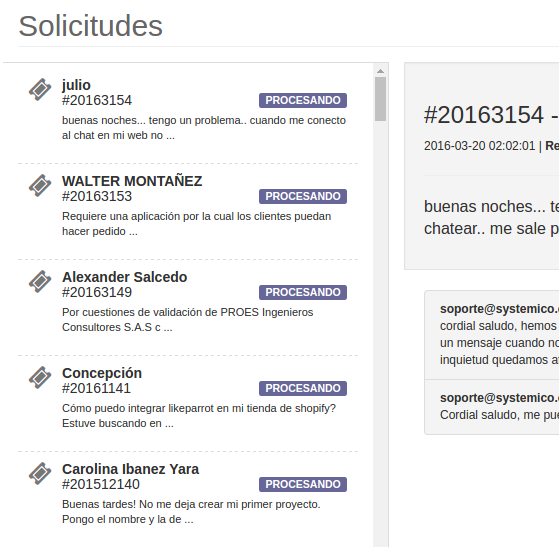 Solicitudes
julio
#20163154
PROCESANDO
buenas noches... tengo un problema.. cuando me conecto
al chat en mi web no ...
WALTER MONTAÑEZ
#20163153
PROCESANDO
Requiere una aplicación por la cual los clientes puedan
hacer pedido ...
Alexander Salcedo
#20163149
PROCESANDO
Por cuestiones de validación de PROES Ingenieros
Consultores S.A.S c ...
Concepción
#20161141
PROCESANDO
Cómo puedo integrar likeparrot en mi tienda de shopify?
Estuve buscando en ...
Carolina Ibanez Yara
#201512140
PROCESANDO
Buenas tardes! No me deja crear mi primer proyecto.
Pongo el nombre y la de ...
#20163154 -
2016-03-20 02:02:01 | Re
buenas noches... te
chatear.. me sale p
soporte@systemico.
cordial saludo, hemos
un mensaje cuando no
inquietud quedamos a
soporte@systemico.
Cordial saludo, me pu